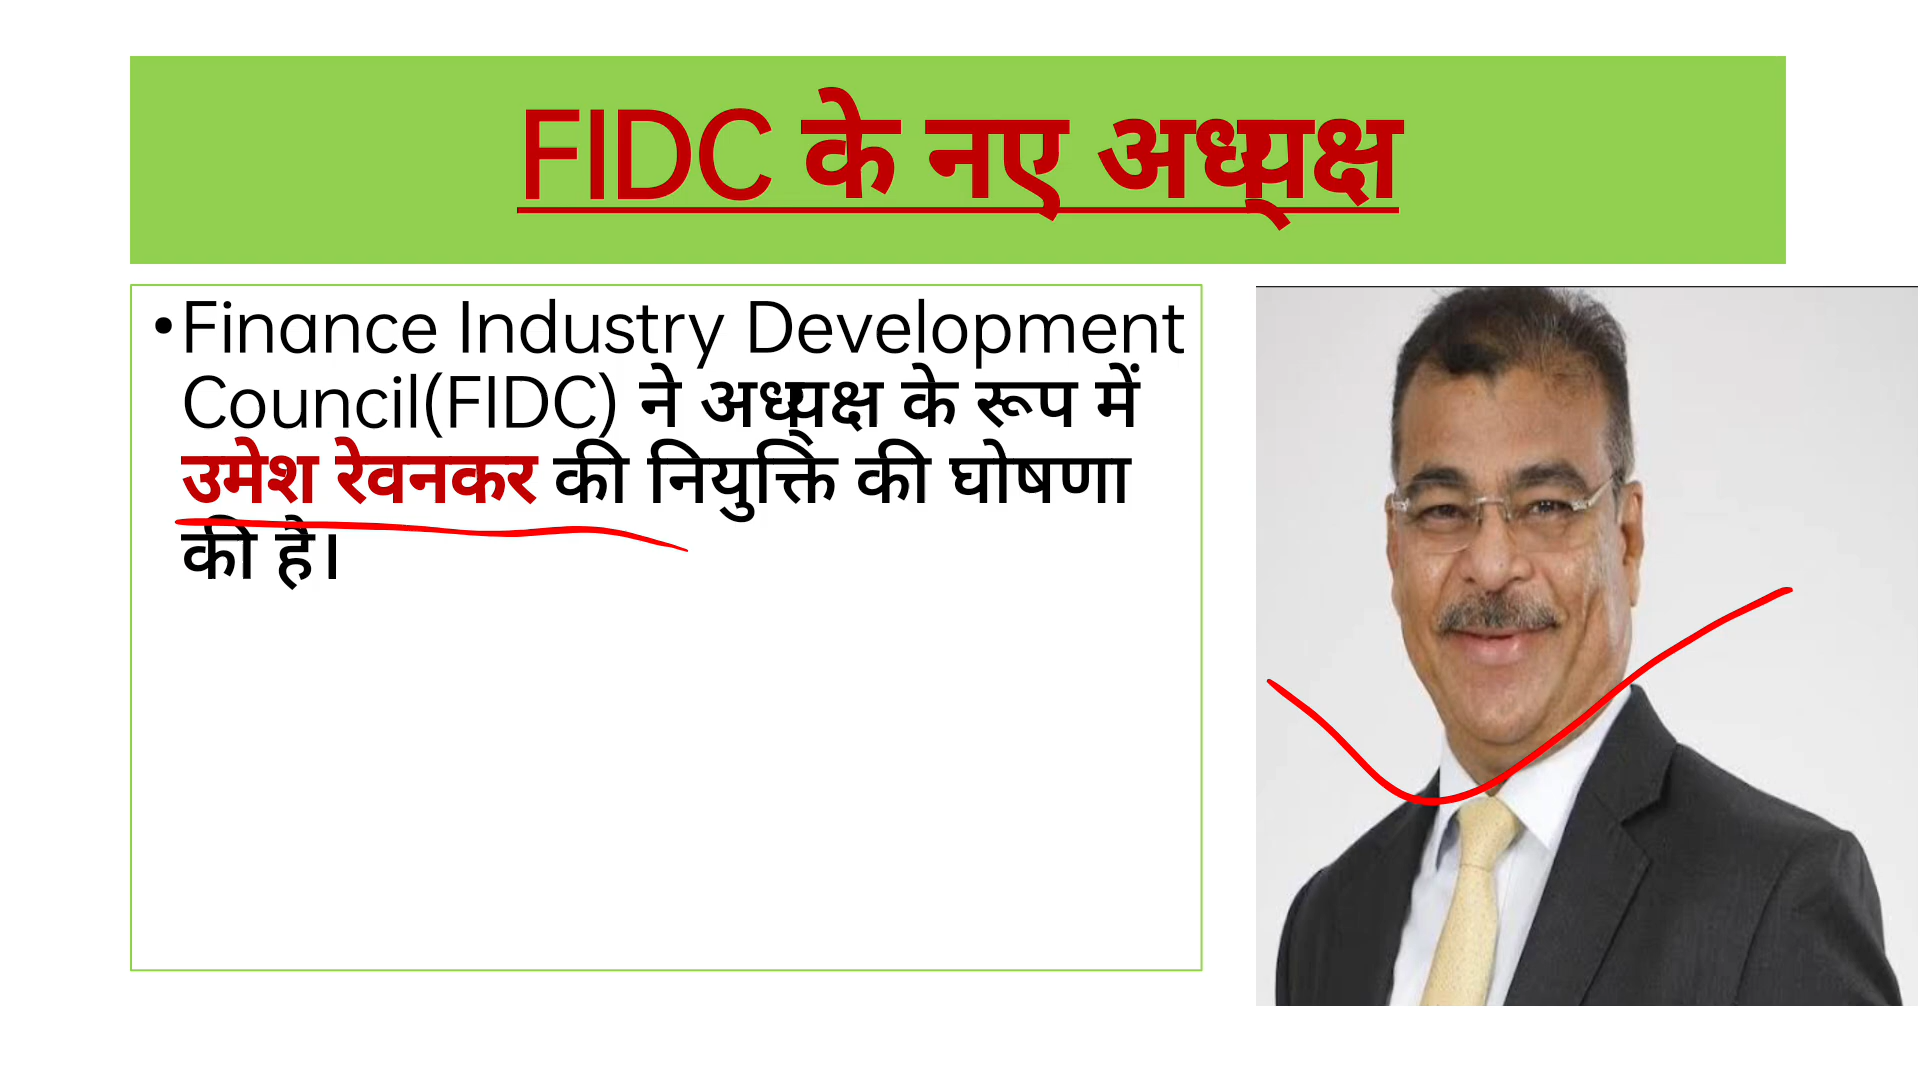 FIDC के नए अध्यक्ष
•Finance Industry Development
Council(FIDC) ने अध्यक्ष के रूप में
उमेश रेवनकर की नियुक्ति की घोषणा
की है।